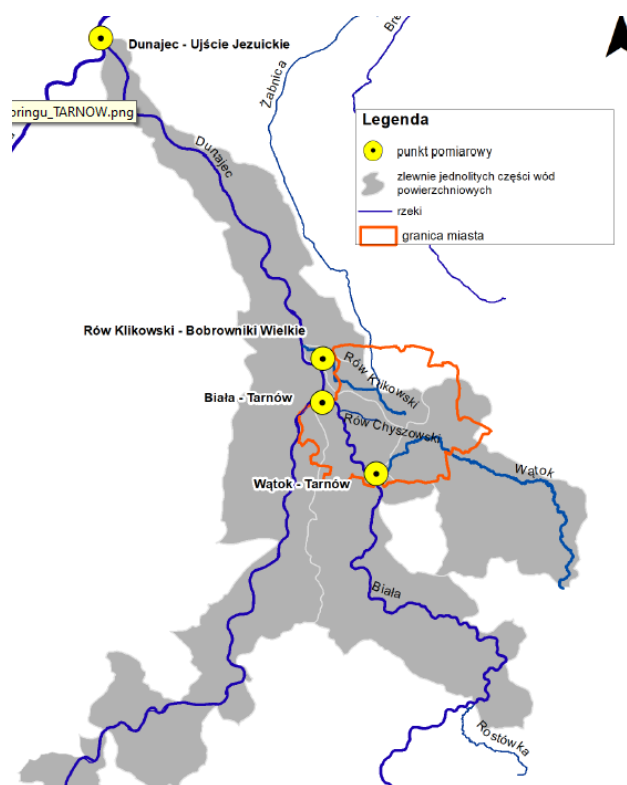 Dunajec - Ujście Jezuickie
oringu_TARNOW.png
Żabnica
Legenda
punkt pomiarowy
zlewnie jednolitych części wód
powierzchniowych
rzeki
granica miasta
Dunajec
Rów Klikowski - Bobrowniki Wielkie
Rów Klikowski
Biała - Tarnów
Rów Chyszowski
Wątok - Tarnów
Wątok
Biała
Rostówka